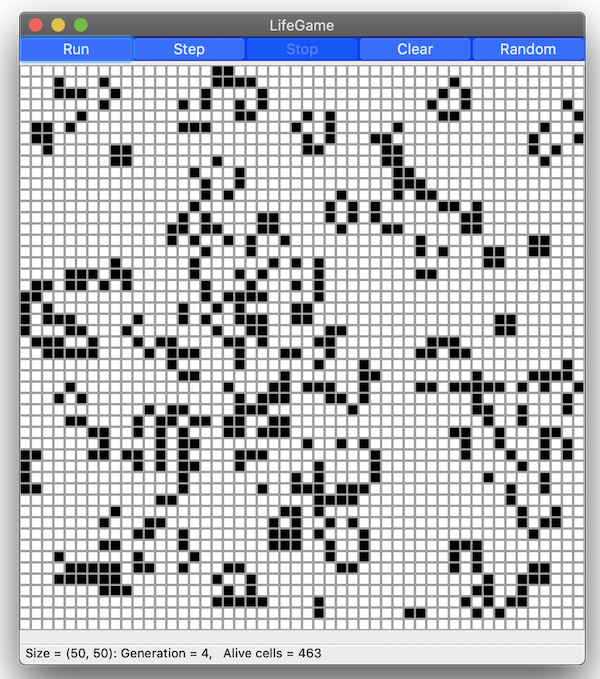 LifeGame
Run Step Stop Clear Random
Size = (50, 50): Generation = 4, Alive cells = 463